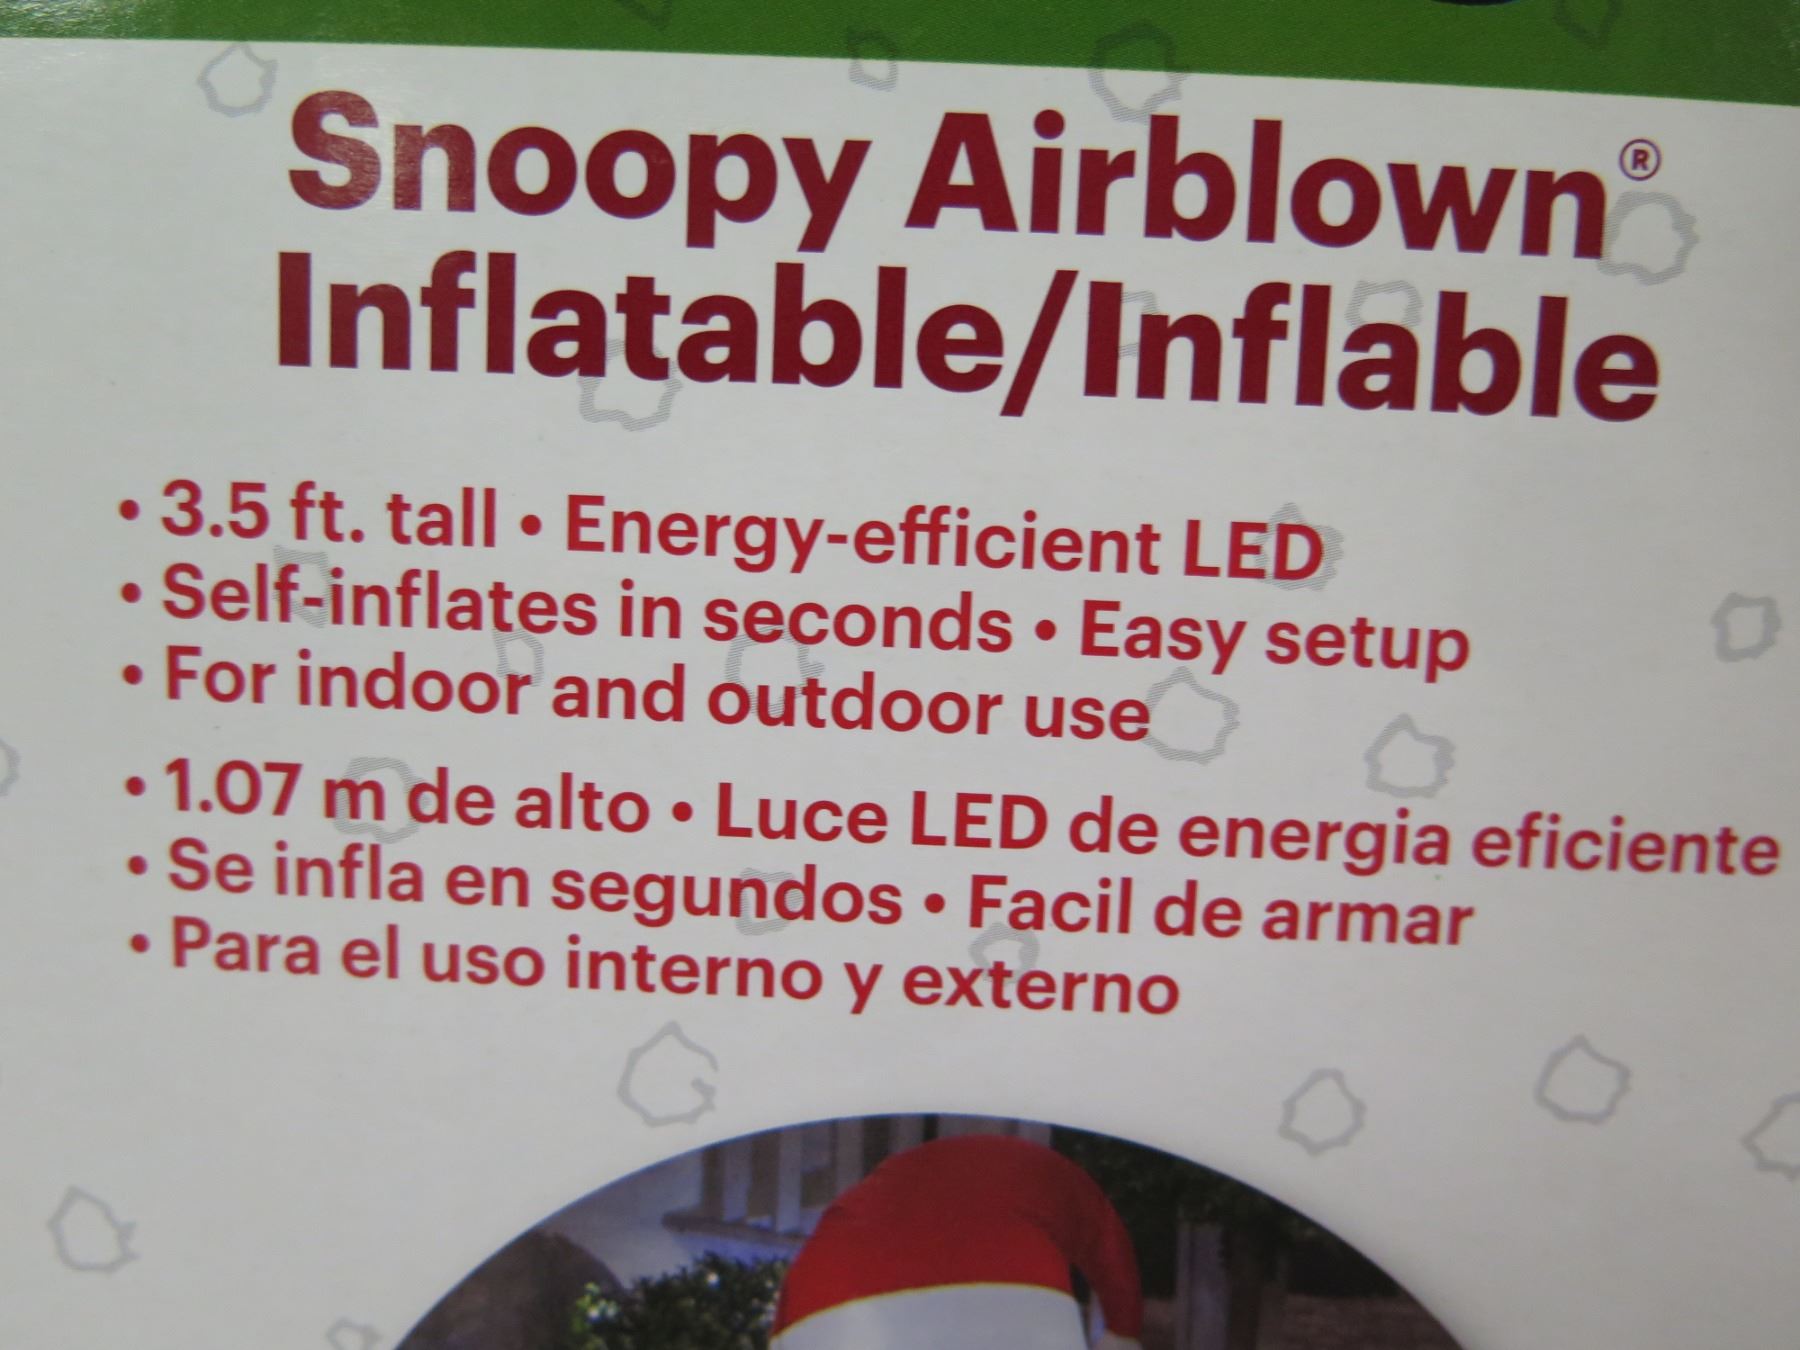 Snoopy Airblown®
Inflatable/Inflable
• 3.5 ft. tall • Energy-efficient LED
• Self-inflates in seconds • Easy setup
• For indoor and outdoor use
• 1.07 m de alto • Luce LED de energia eficiente
• Se infla en segundos • Facil de armar
• Para el uso interno y externo